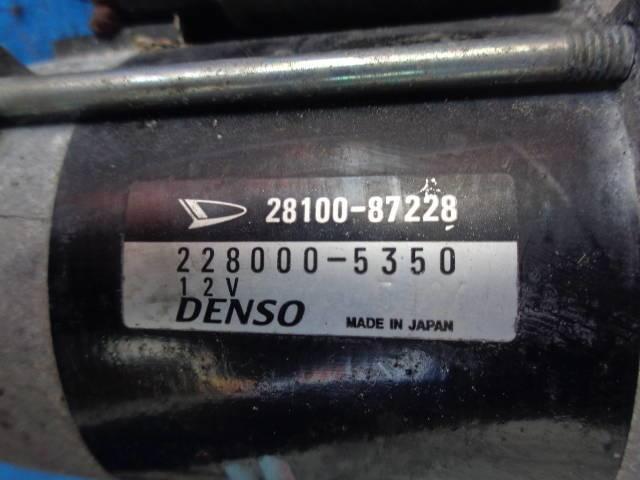 28100-87228
228000-5350
12V
DENSO
MADE IN JAPAN